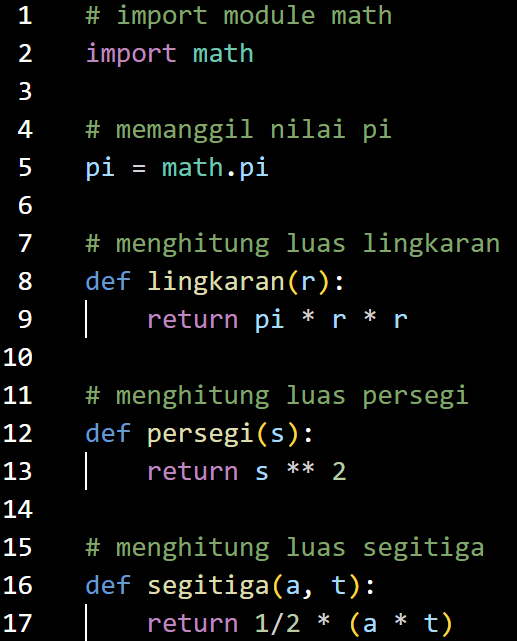 1 # import module math
2 import math
3
4 # memanggil nilai pi
5 pi = math.pi
6
7 # menghitung luas lingkaran
8 def lingkaran(r):
9     return pi * r * r
10
11 # menghitung luas persegi
12 def persegi(s):
13     return s ** 2
14
15 # menghitung luas segitiga
16 def segitiga(a, t):
17     return 1/2 * (a * t)